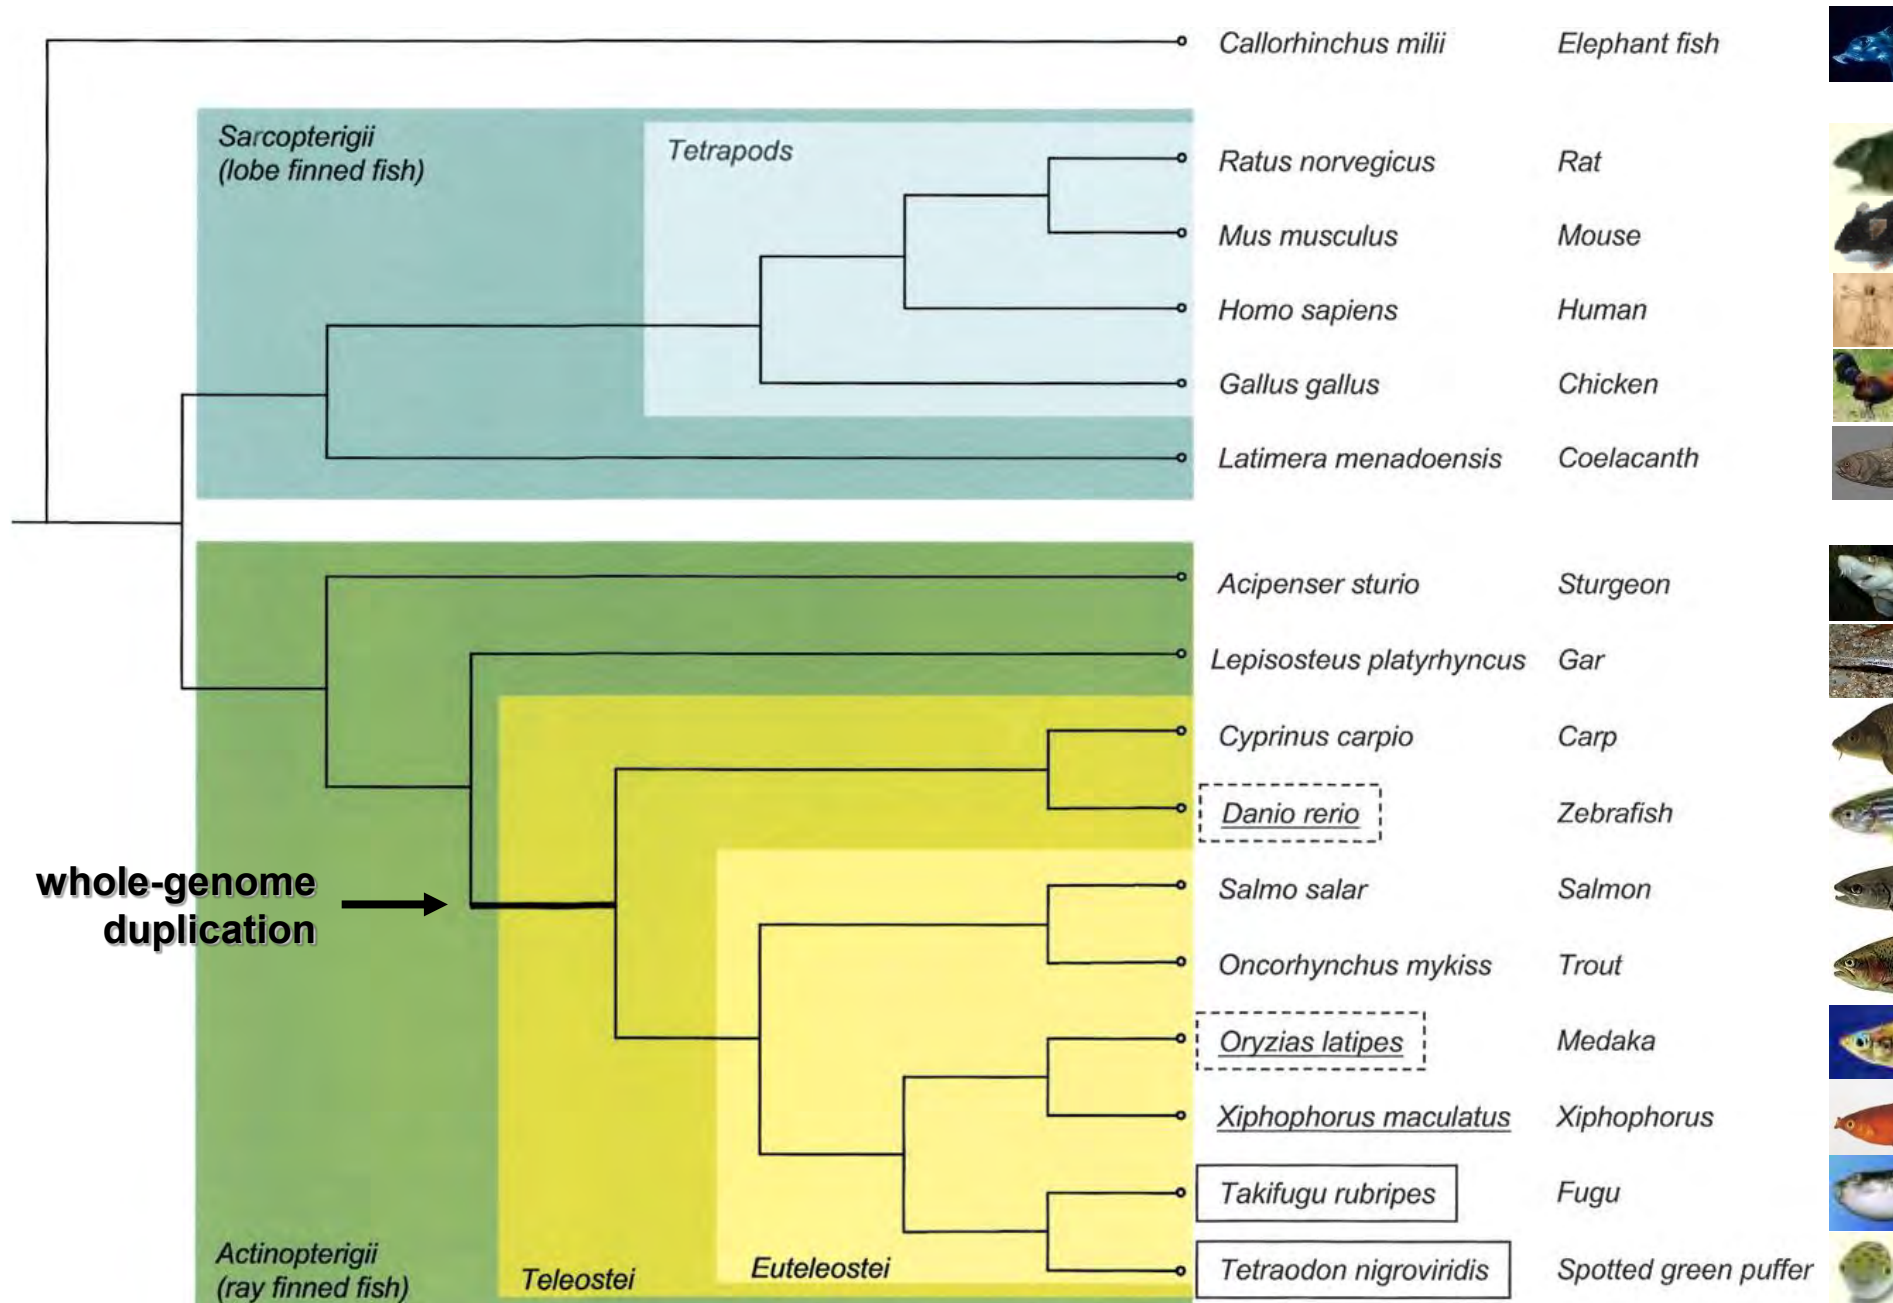 Callorhinchus milii Elephant fish
Sarcopterigii
(lobe finned fish)
Tetrapods
Ratus norvegicus Rat
Mus musculus Mouse
Homo sapiens Human
Gallus gallus Chicken
Latimera menadoensis Coelacanth
Acipenser sturio Sturgeon
Lepisosteus platyrhyncus Gar
Cyprinus carpio Carp
Danio rerio Zebrafish
whole-genome
duplication
Salmo salar Salmon
Oncorhynchus mykiss Trout
Oryzias latipes Medaka
Xiphophorus maculatus Xiphophorus
Takifugu rubripes Fugu
Tetraodon nigroviridis Spotted green puffer
Actinopterigii
(ray finned fish)
Teleostei
Euteleostei